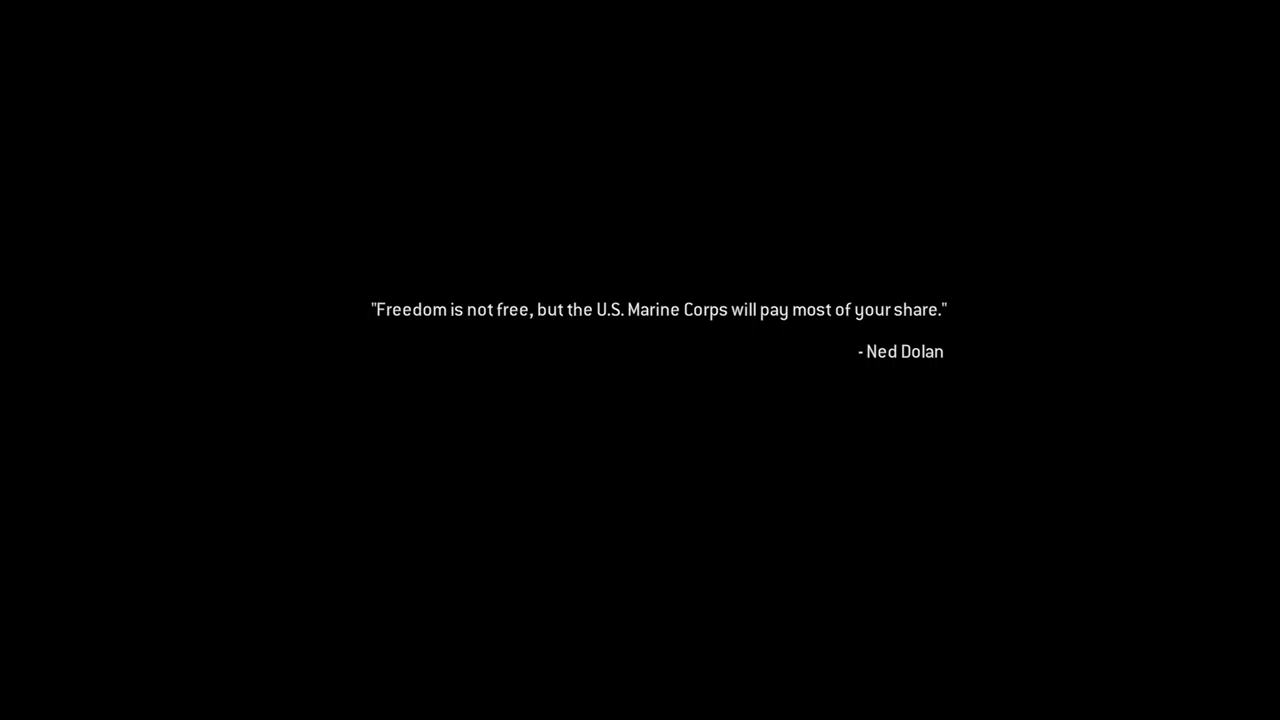 "Freedom is not free, but the U.S. Marine Corps will pay most of your share."
- Ned Dolan